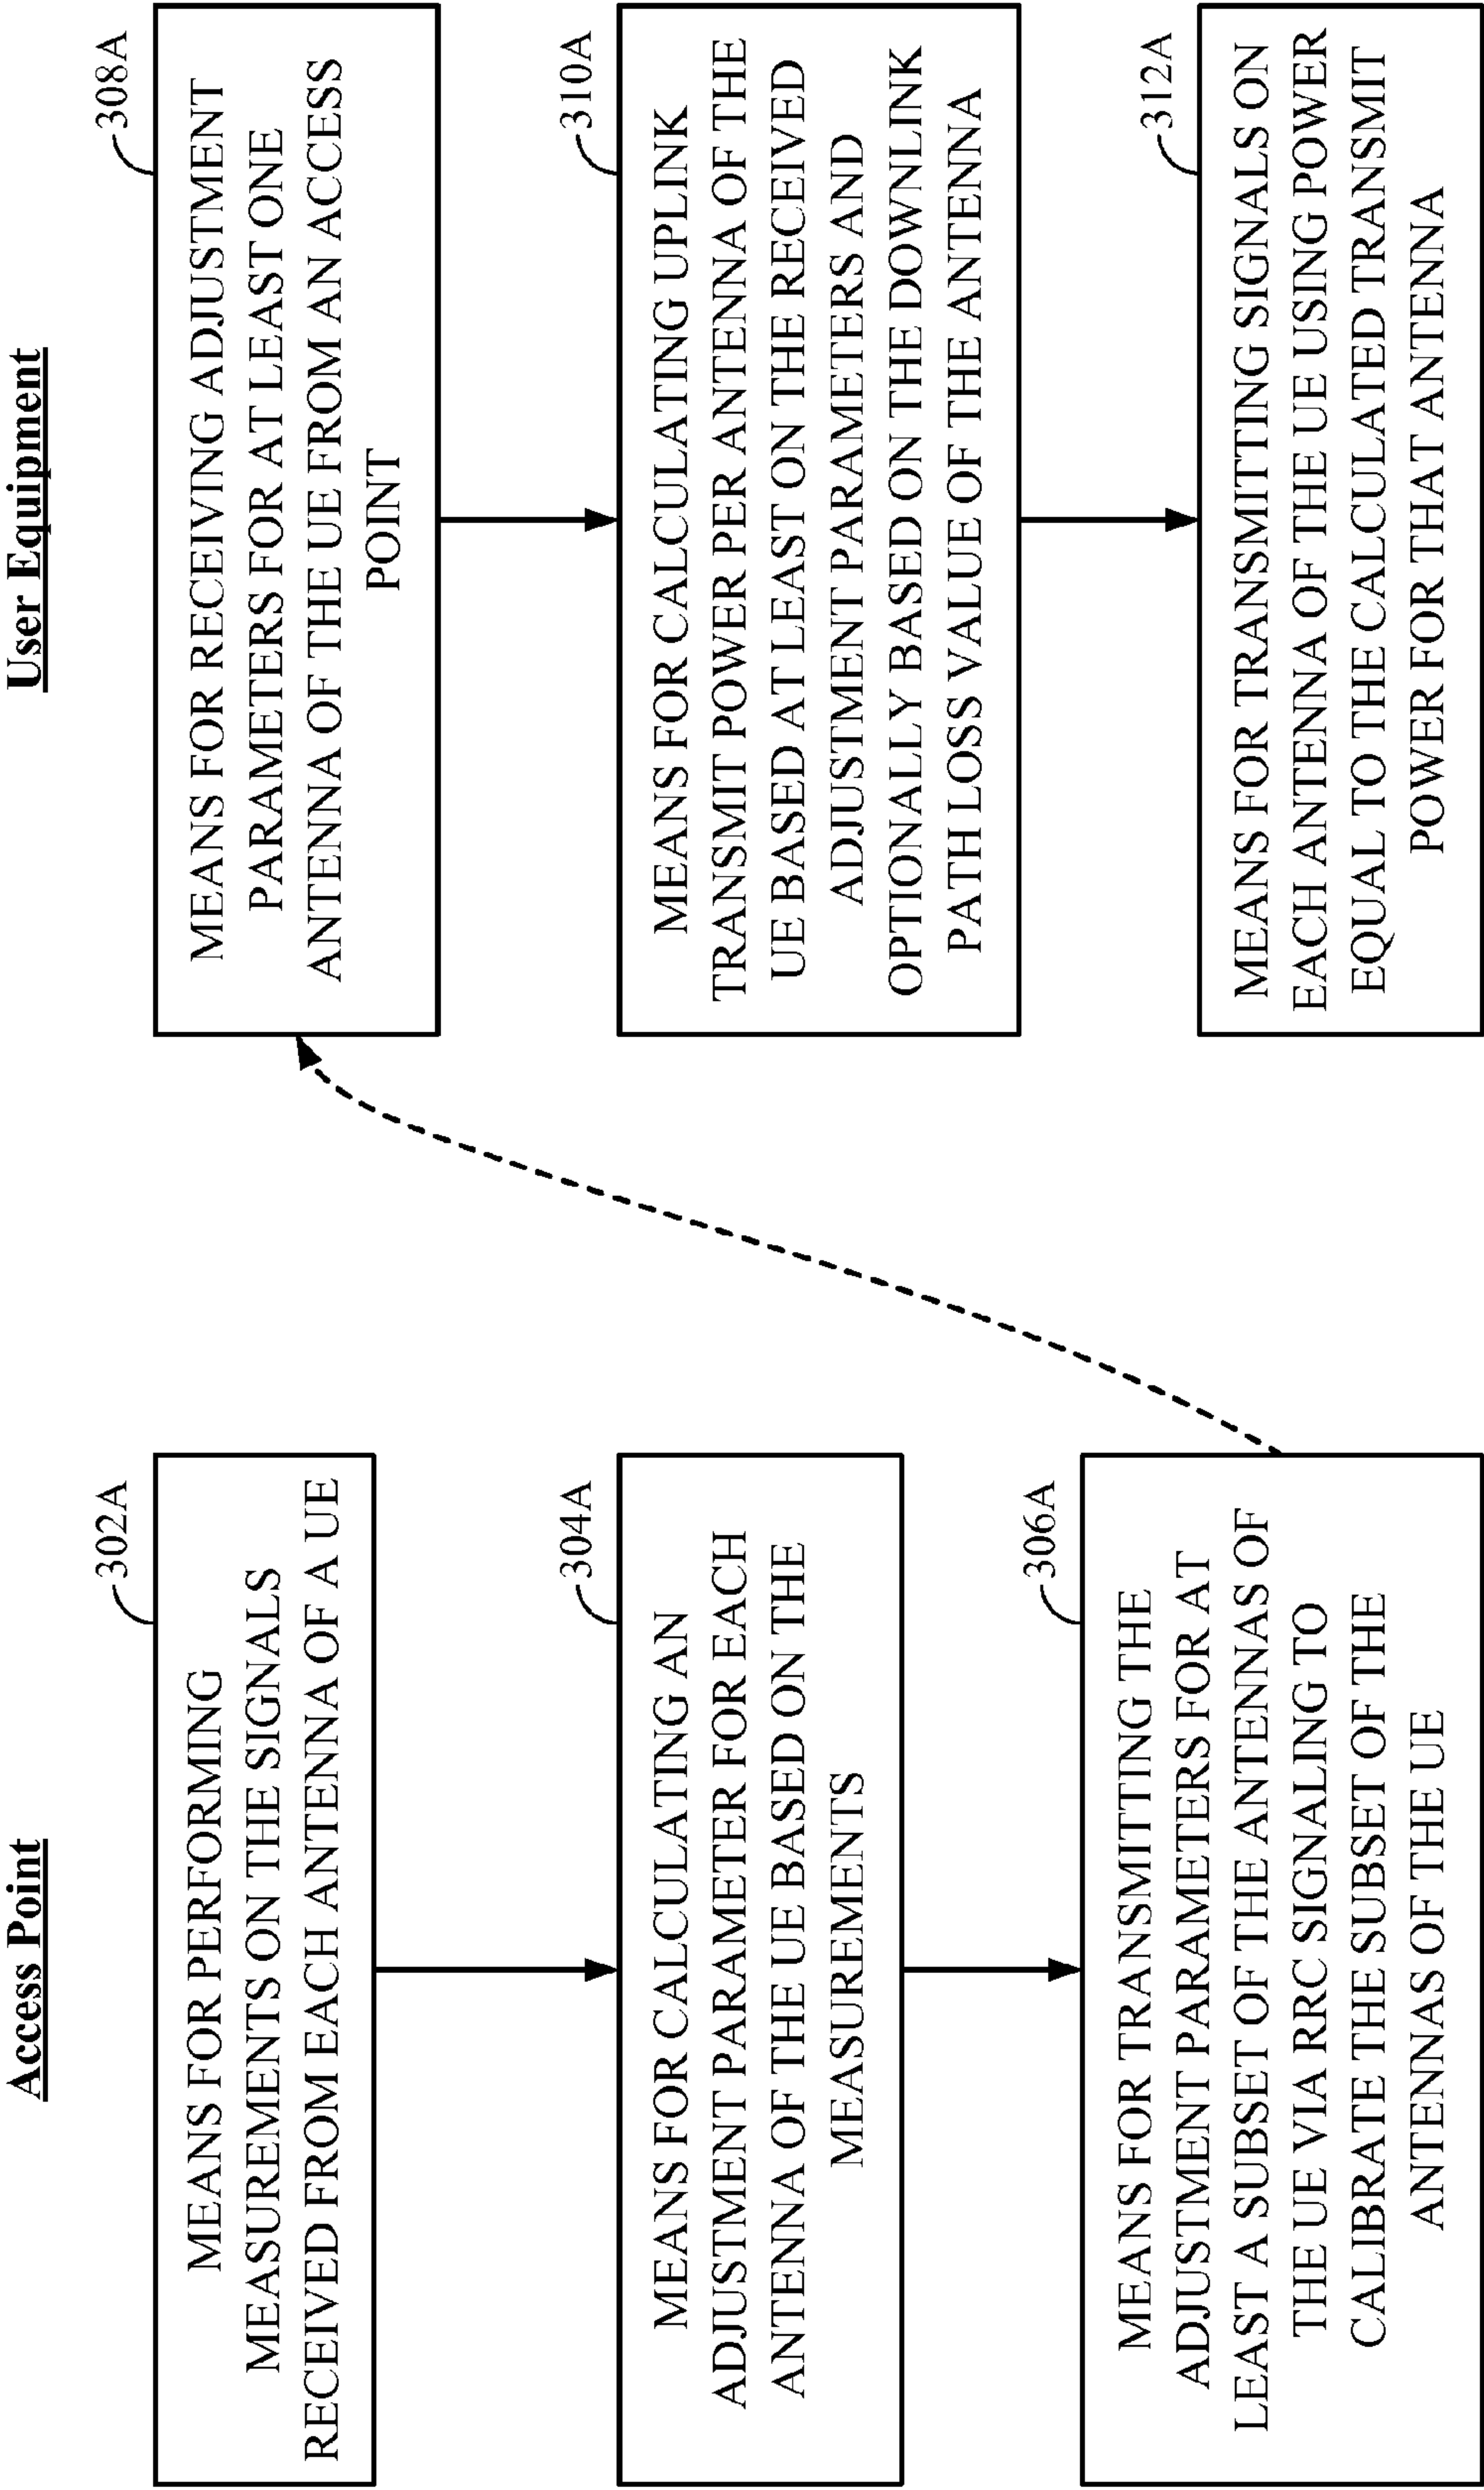 Access Point
302A
MEANS FOR PERFORMING
MEASUREMENTS ON THE SIGNALS
RECEIVED FROM EACH ANTENNA OF A UE
304A
MEANS FOR CALCULATING AN
ADJUSTMENT PARAMETER FOR EACH
ANTENNA OF THE UE BASED ON THE
MEASUREMENTS
306A
MEANS FOR TRANSMITTING THE
ADJUSTMENT PARAMETERS FOR AT
LEAST A SUBSET OF THE ANTENNAS OF
THE UE VIA RRC SIGNALING TO
CALIBRATE THE SUBSET OF THE
ANTENNAS OF THE UE
User Equipment
308A
MEANS FOR RECEIVING ADJUSTMENT
PARAMETERS FOR AT LEAST ONE
ANTENNA OF THE UE FROM AN ACCESS
POINT
310A
MEANS FOR CALCULATING UPLINK
TRANSMIT POWER PER ANTENNA OF THE
UE BASED AT LEAST ON THE RECEIVED
ADJUSTMENT PARAMETERS AND
OPTIONALLY BASED ON THE DOWNLINK
PATH LOSS VALUE OF THE ANTENNA
312A
MEANS FOR TRANSMITTING SIGNALS ON
EACH ANTENNA OF THE UE USING POWER
EQUAL TO THE CALCULATED TRANSMIT
POWER FOR THAT ANTENNA